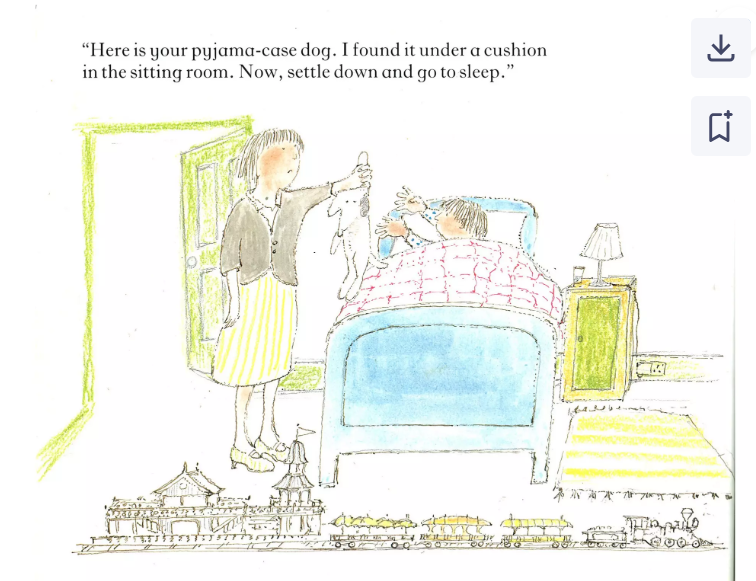 “Here is your pyjama-case dog. I found it under a cushion
in the sitting room. Now, settle down and go to sleep.”